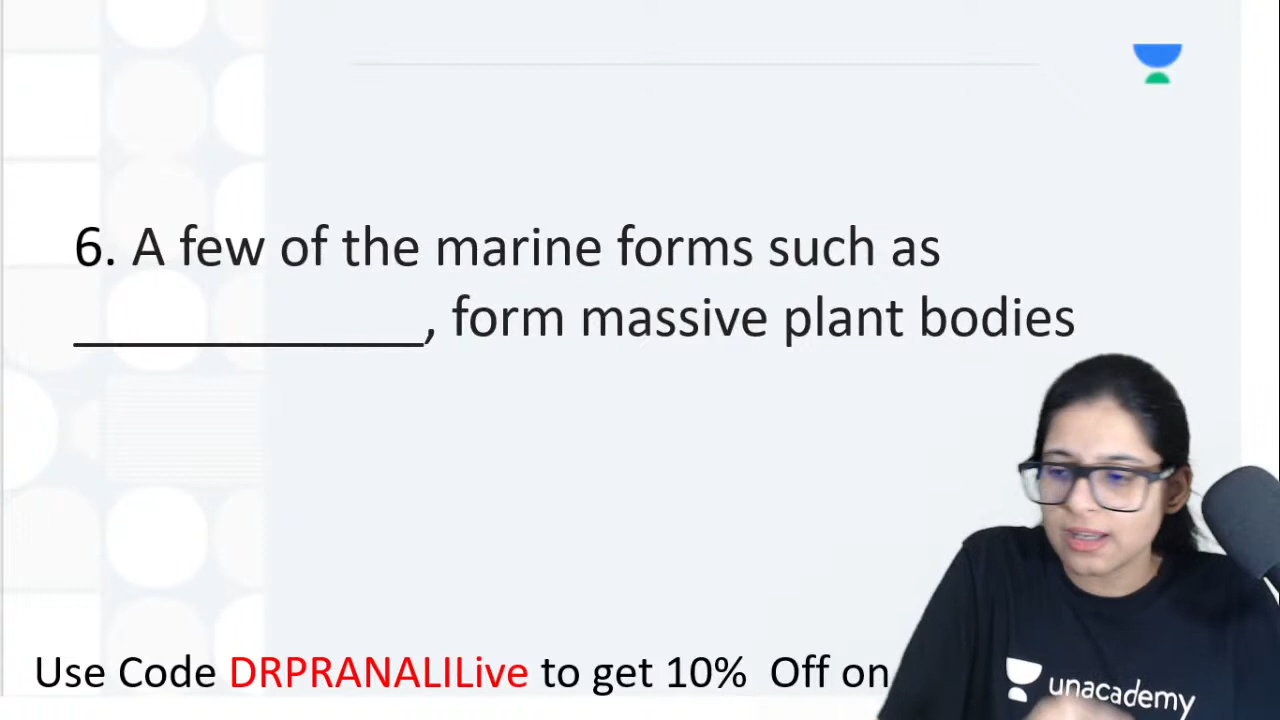 6. A few of the marine forms such as
_____________, form massive plant bodies
Use Code DRPRANALILive to get 10% Off on
unacademy